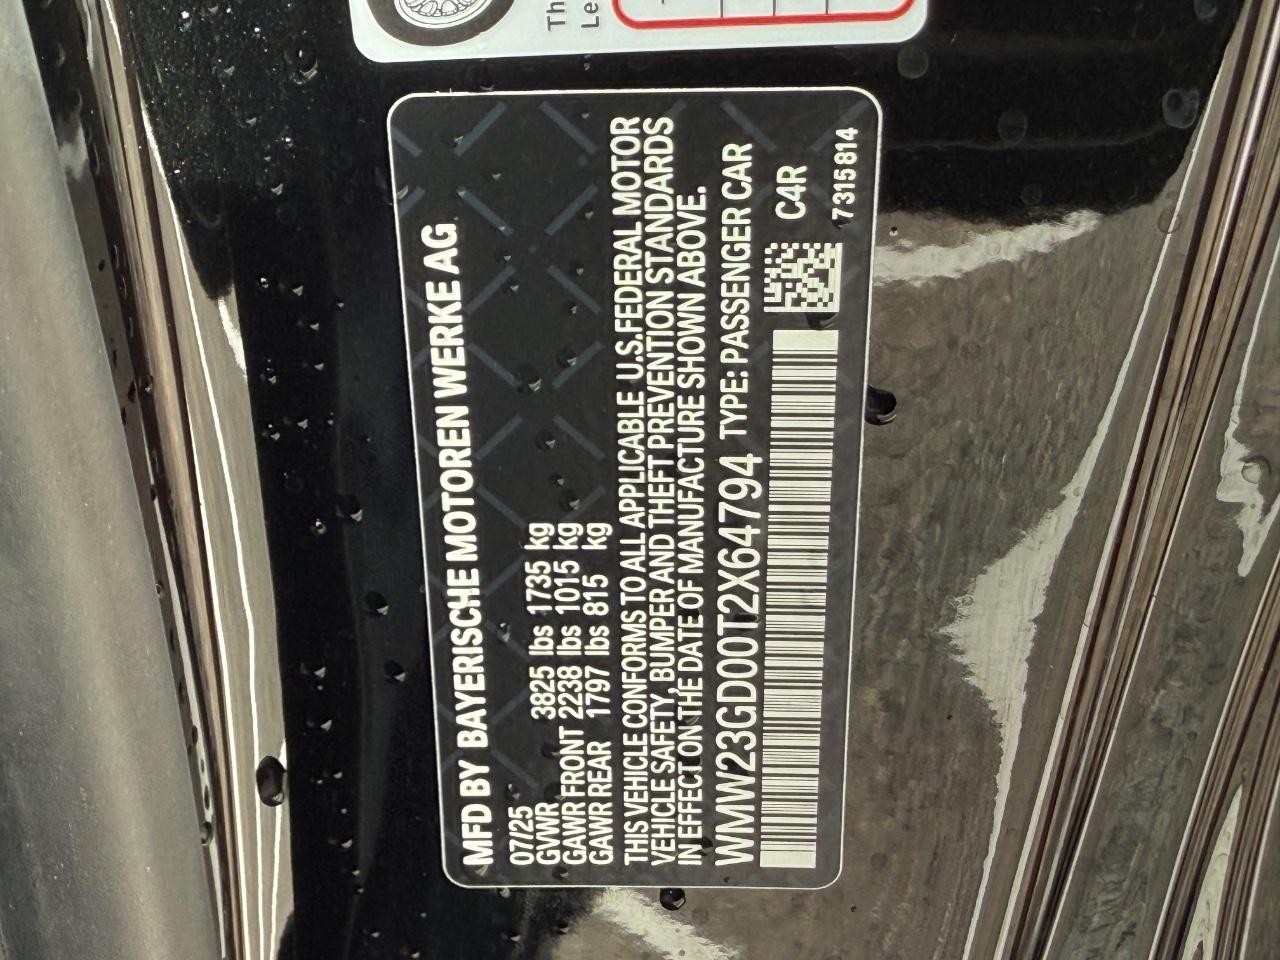 Th
Le
MFD BY BAYERISCHE MOTOREN WERKE AG
07/25
GVWR 3825 lbs 1735 kg
GAWR FRONT 2238 lbs 1015 kg
GAWR REAR 1797 lbs 815 kg
THIS VEHICLE CONFORMS TO ALL APPLICABLE U.S.FEDERAL MOTOR
VEHICLE SAFETY, BUMPER AND THEFT PREVENTION STANDARDS
IN EFFECT ON THE DATE OF MANUFACTURE SHOWN ABOVE.
WMW23GD00T2X64794 TYPE: PASSENGER CAR
C4R
7315814